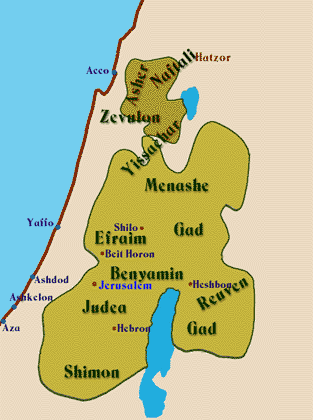 Hatzor
Naftali
Asher
Acco
Zevulon
Yissachar
Menashe
Yaffo
Shilo
Gad
Efraim
Beit Horon
Benyamin
Ashdod
Jerusalem
Heshbon
Reuven
Ashkelon
Judea
Aza
Hebron
Gad
Shimon